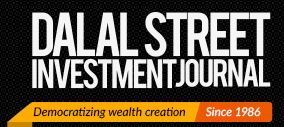 DALAL STREET
INVESTMENT JOURNAL
Democratizing wealth creation Since 1986